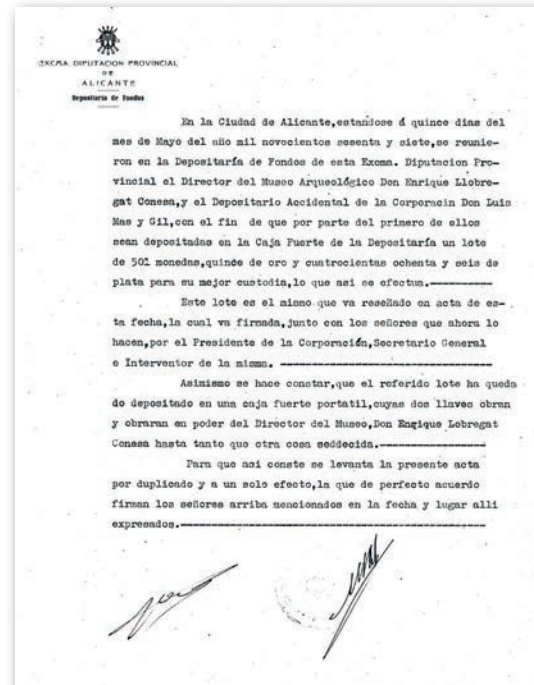 EXCMA. DIPUTACION PROVINCIAL
DE
ALICANTE
Depositaría de Fondos
En la Ciudad de Alicante,estandose á quince dias del
mes de Mayo del año mil novecientos sesenta y siete,se reunie-
ron en la Depositaría de Fondos de esta Excma. Diputacion Pro-
vincial el Director del Museo Arqueológico Don Enrique Llobre-
gat Conesa,y el Depositario Accidental de la Corporacin Don Luis
Mas y Gil,con el fin de que por parte del primero de ellos
sean depositadas en la Caja Fuerte de la Depositaría un lote
de 501 monedas,quince de oro y cuatrocientas ochenta y seis de
plata para su mejor custodia,lo que asi se efectua.----------
Este lote es el mismo que va reseñado en acta de es-
ta fecha,la cual va firmada,junto con los señores que ahora lo
hacen,por el Presidente de la Corporación,Secretario General
e Interventor de la misma. ------------------------------
Asimismo se hace constar,que el referido lote ha queda
do depositado en una caja fuerte portatil,cuyas dos llaves obran
y obraran en poder del Director del Museo,Don Enrique Lobregat
Conesa hasta tanto que otra cosa seddecida.----------------
Para que asi conste se levanta la presente acta
por duplicado y a un solo efecto,la que de perfecto acuerdo
firman los señores arriba mencionados en la fecha y lugar alli
expresados.---------------------------------------------